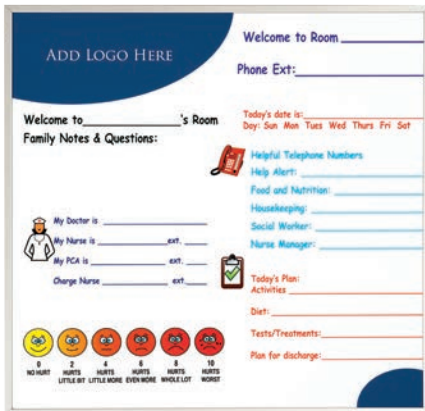 ADD LOGO HERE
Welcome to Room
Phone Ext:
Welcome to 's Room
Family Notes & Questions:
Today's date is:
Day: Sun Mon Tues Wed Thurs Fri Sat
Helpful Telephone Numbers
Help Alert:
Food and Nutrition:
Housekeeping:
Social Worker:
Nurse Manager:
My Doctor is
My Nurse is ext.
My PCA is ext.
Charge Nurse ext.
Today's Plan:
Activities
Diet:
Tests/Treatments:
Plan for discharge:
0 2 4 6 8 10
NO HURT HURTS HURTS HURTS HURTS HURTS
LITTLE BIT LITTLE MORE EVEN MORE WHOLE LOT WORST